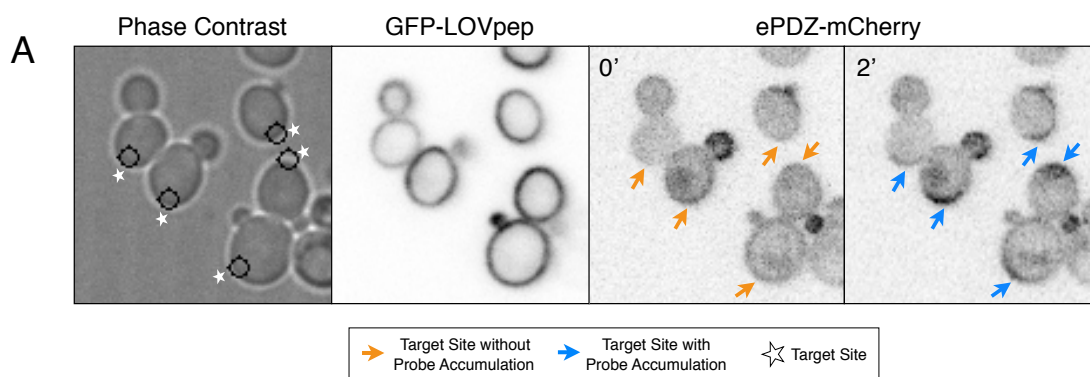 A
Phase Contrast
GFP-LOVpep
ePDZ-mCherry
0’
2’
Target Site without
Probe Accumulation
Target Site with
Probe Accumulation
Target Site